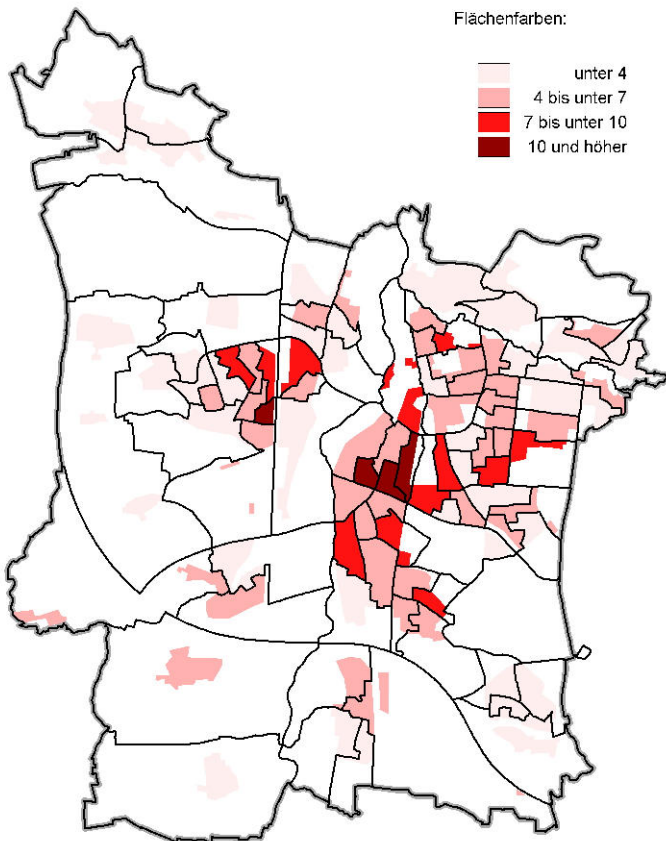 Flächenfarben:
unter 4
4 bis unter 7
7 bis unter 10
10 und höher